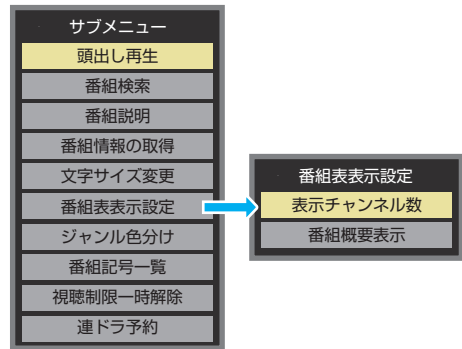 サブメニュー
頭出し再生
番組検索
番組説明
番組情報の取得
文字サイズ変更
番組表表示設定
ジャンル色分け
番組記号一覧
視聴制限一時解除
連ドラ予約
番組表表示設定
表示チャンネル数
番組概要表示